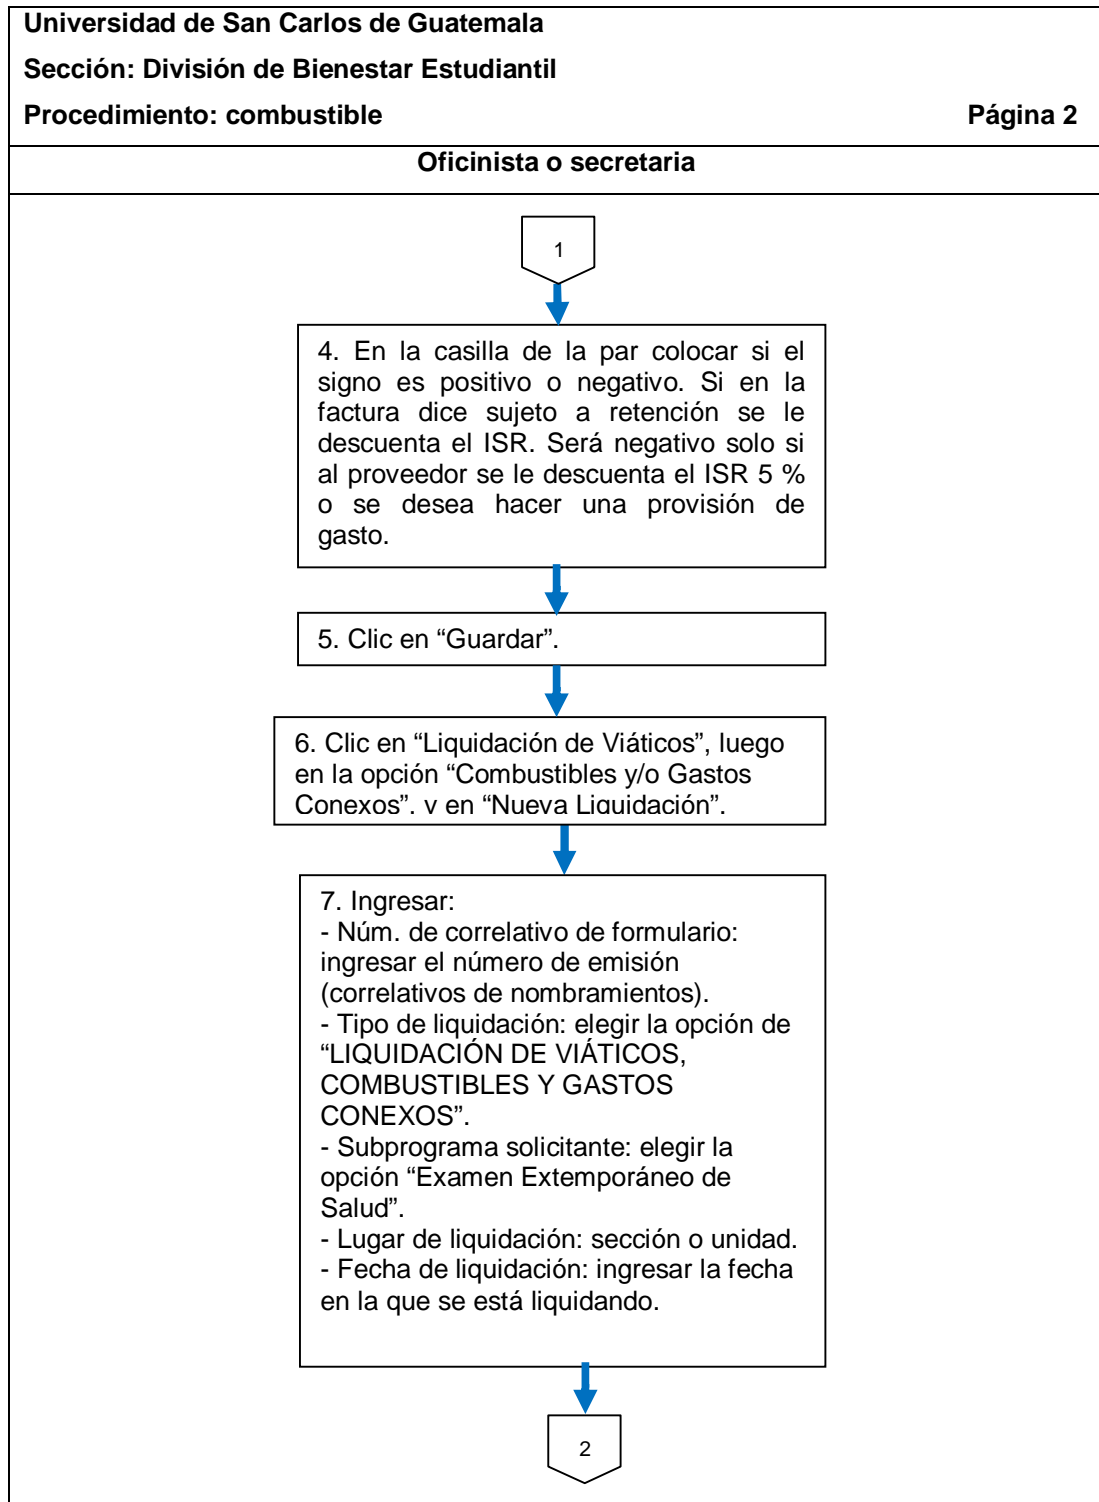 Universidad de San Carlos de Guatemala
Sección: División de Bienestar Estudiantil
Procedimiento: combustible Página 2
Oficinista o secretaria
1
4. En la casilla de la par colocar si el
signo es positivo o negativo. Si en la
factura dice sujeto a retención se le
descuenta el ISR. Será negativo solo si
al proveedor se le descuenta el ISR 5 %
o se desea hacer una provisión de
gasto.
5. Clic en “Guardar”.
6. Clic en “Liquidación de Viáticos”, luego
en la opción “Combustibles y/o Gastos
Conexos”, y en “Nueva Liquidación”.
7. Ingresar:
- Núm. de correlativo de formulario:
ingresar el número de emisión
(correlativos de nombramientos).
- Tipo de liquidación: elegir la opción de
“LIQUIDACIÓN DE VIÁTICOS,
COMBUSTIBLES Y GASTOS
CONEXOS”.
- Subprograma solicitante: elegir la
opción “Examen Extemporáneo de
Salud”.
- Lugar de liquidación: sección o unidad.
- Fecha de liquidación: ingresar la fecha
en la que se está liquidando.
2